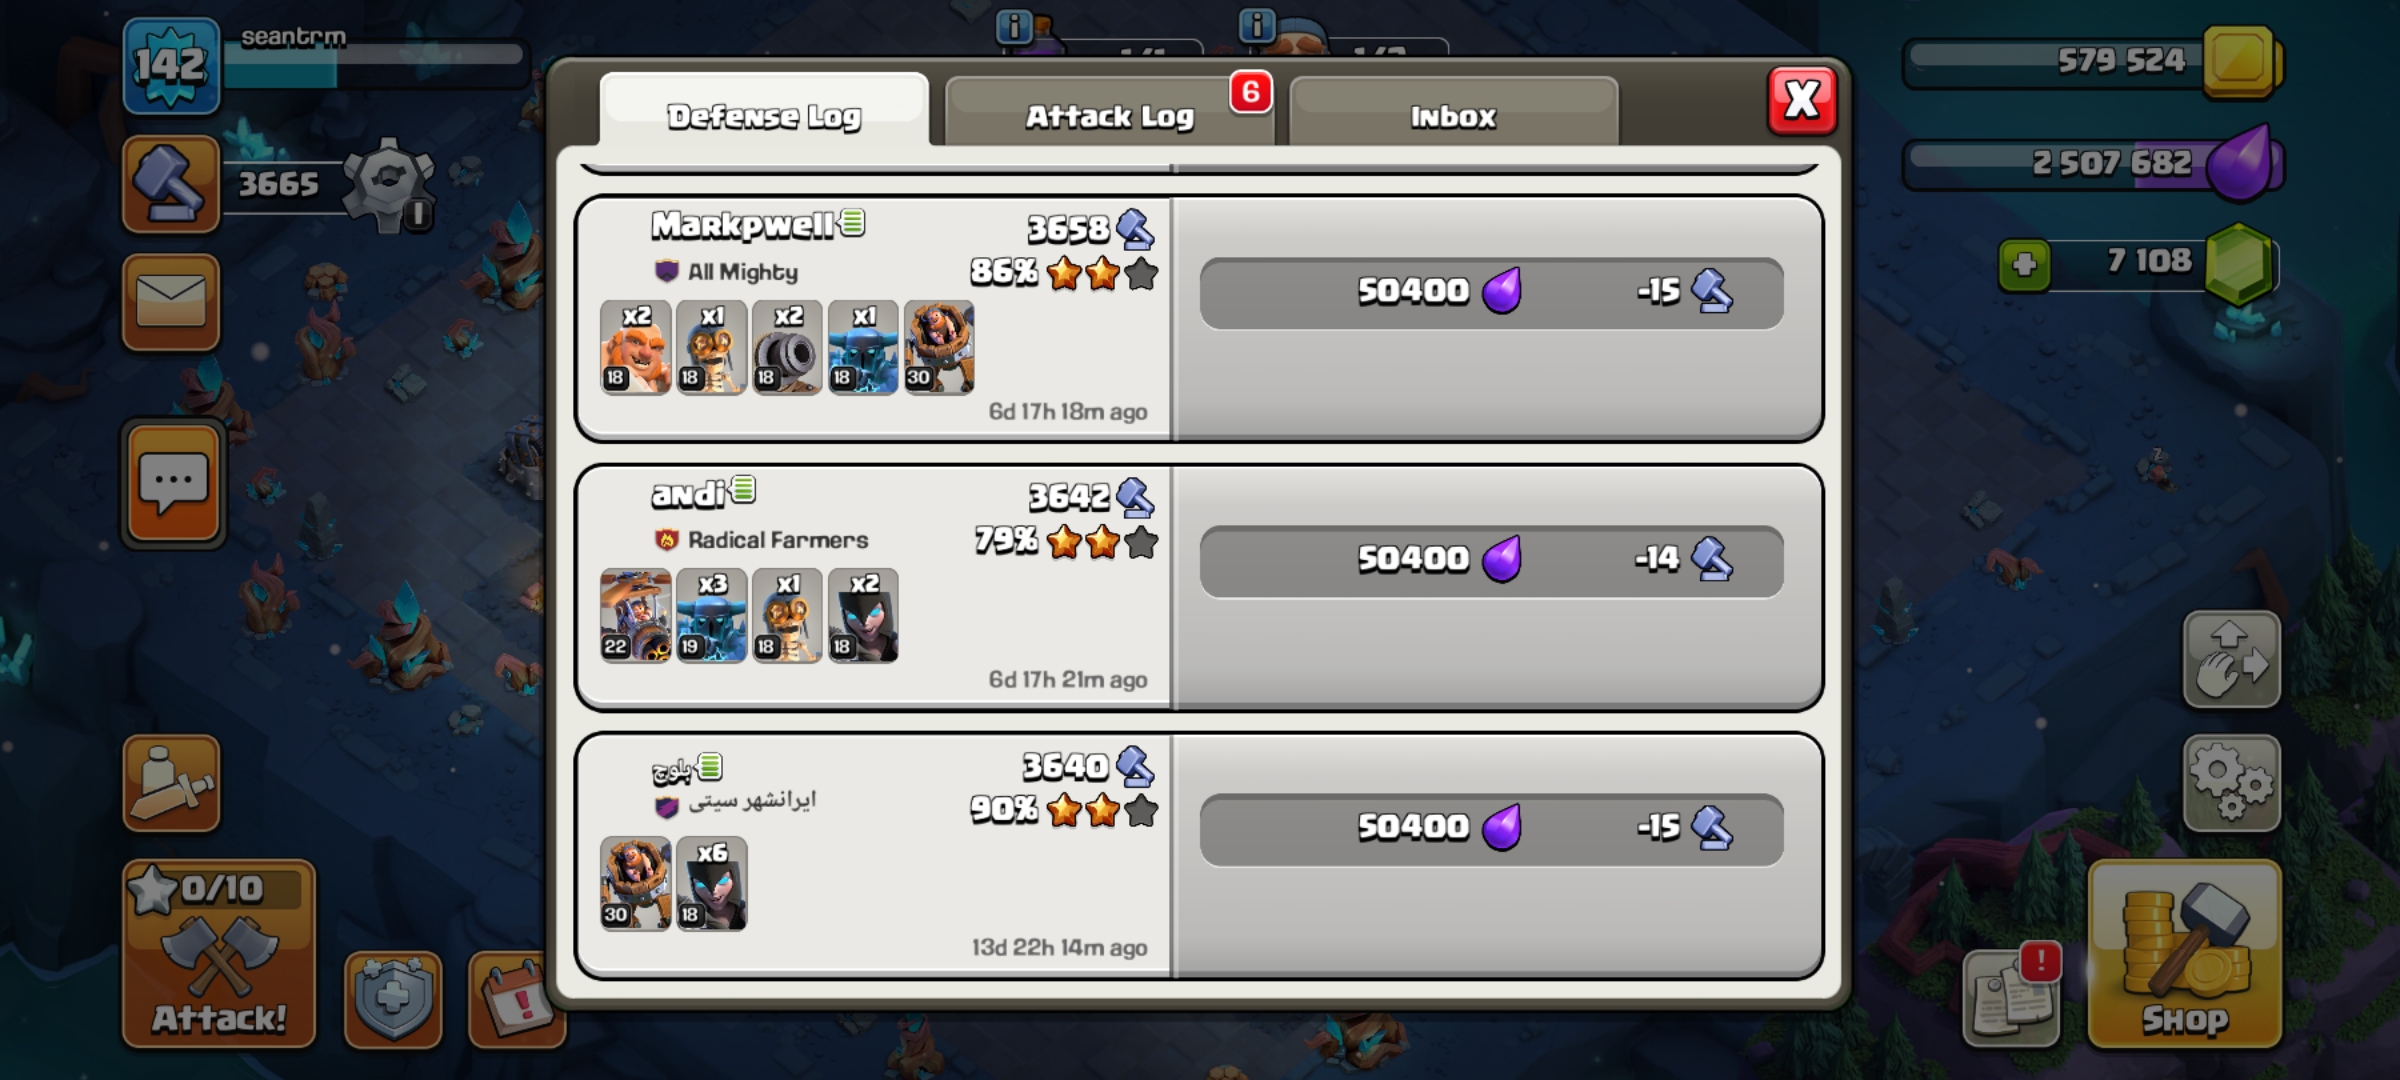 142
seantrm
3665
I
579 524
2 507 682
7 108
Defense Log
Attack Log
6
Inbox
X
Markpwell
3658
All Mighty
86%
x2 x1 x2 x1
18 18 18 18 30
6d 17h 18m ago
50400
-15
andi
3642
Radical Farmers
79%
x3 x1 x2
22 19 18 18
6d 17h 21m ago
50400
-14
بلوچ
3640
ایرانشهر سیتی
90%
x6
30 18
13d 22h 14m ago
50400
-15
0/10
Attack!
!
!
Shop